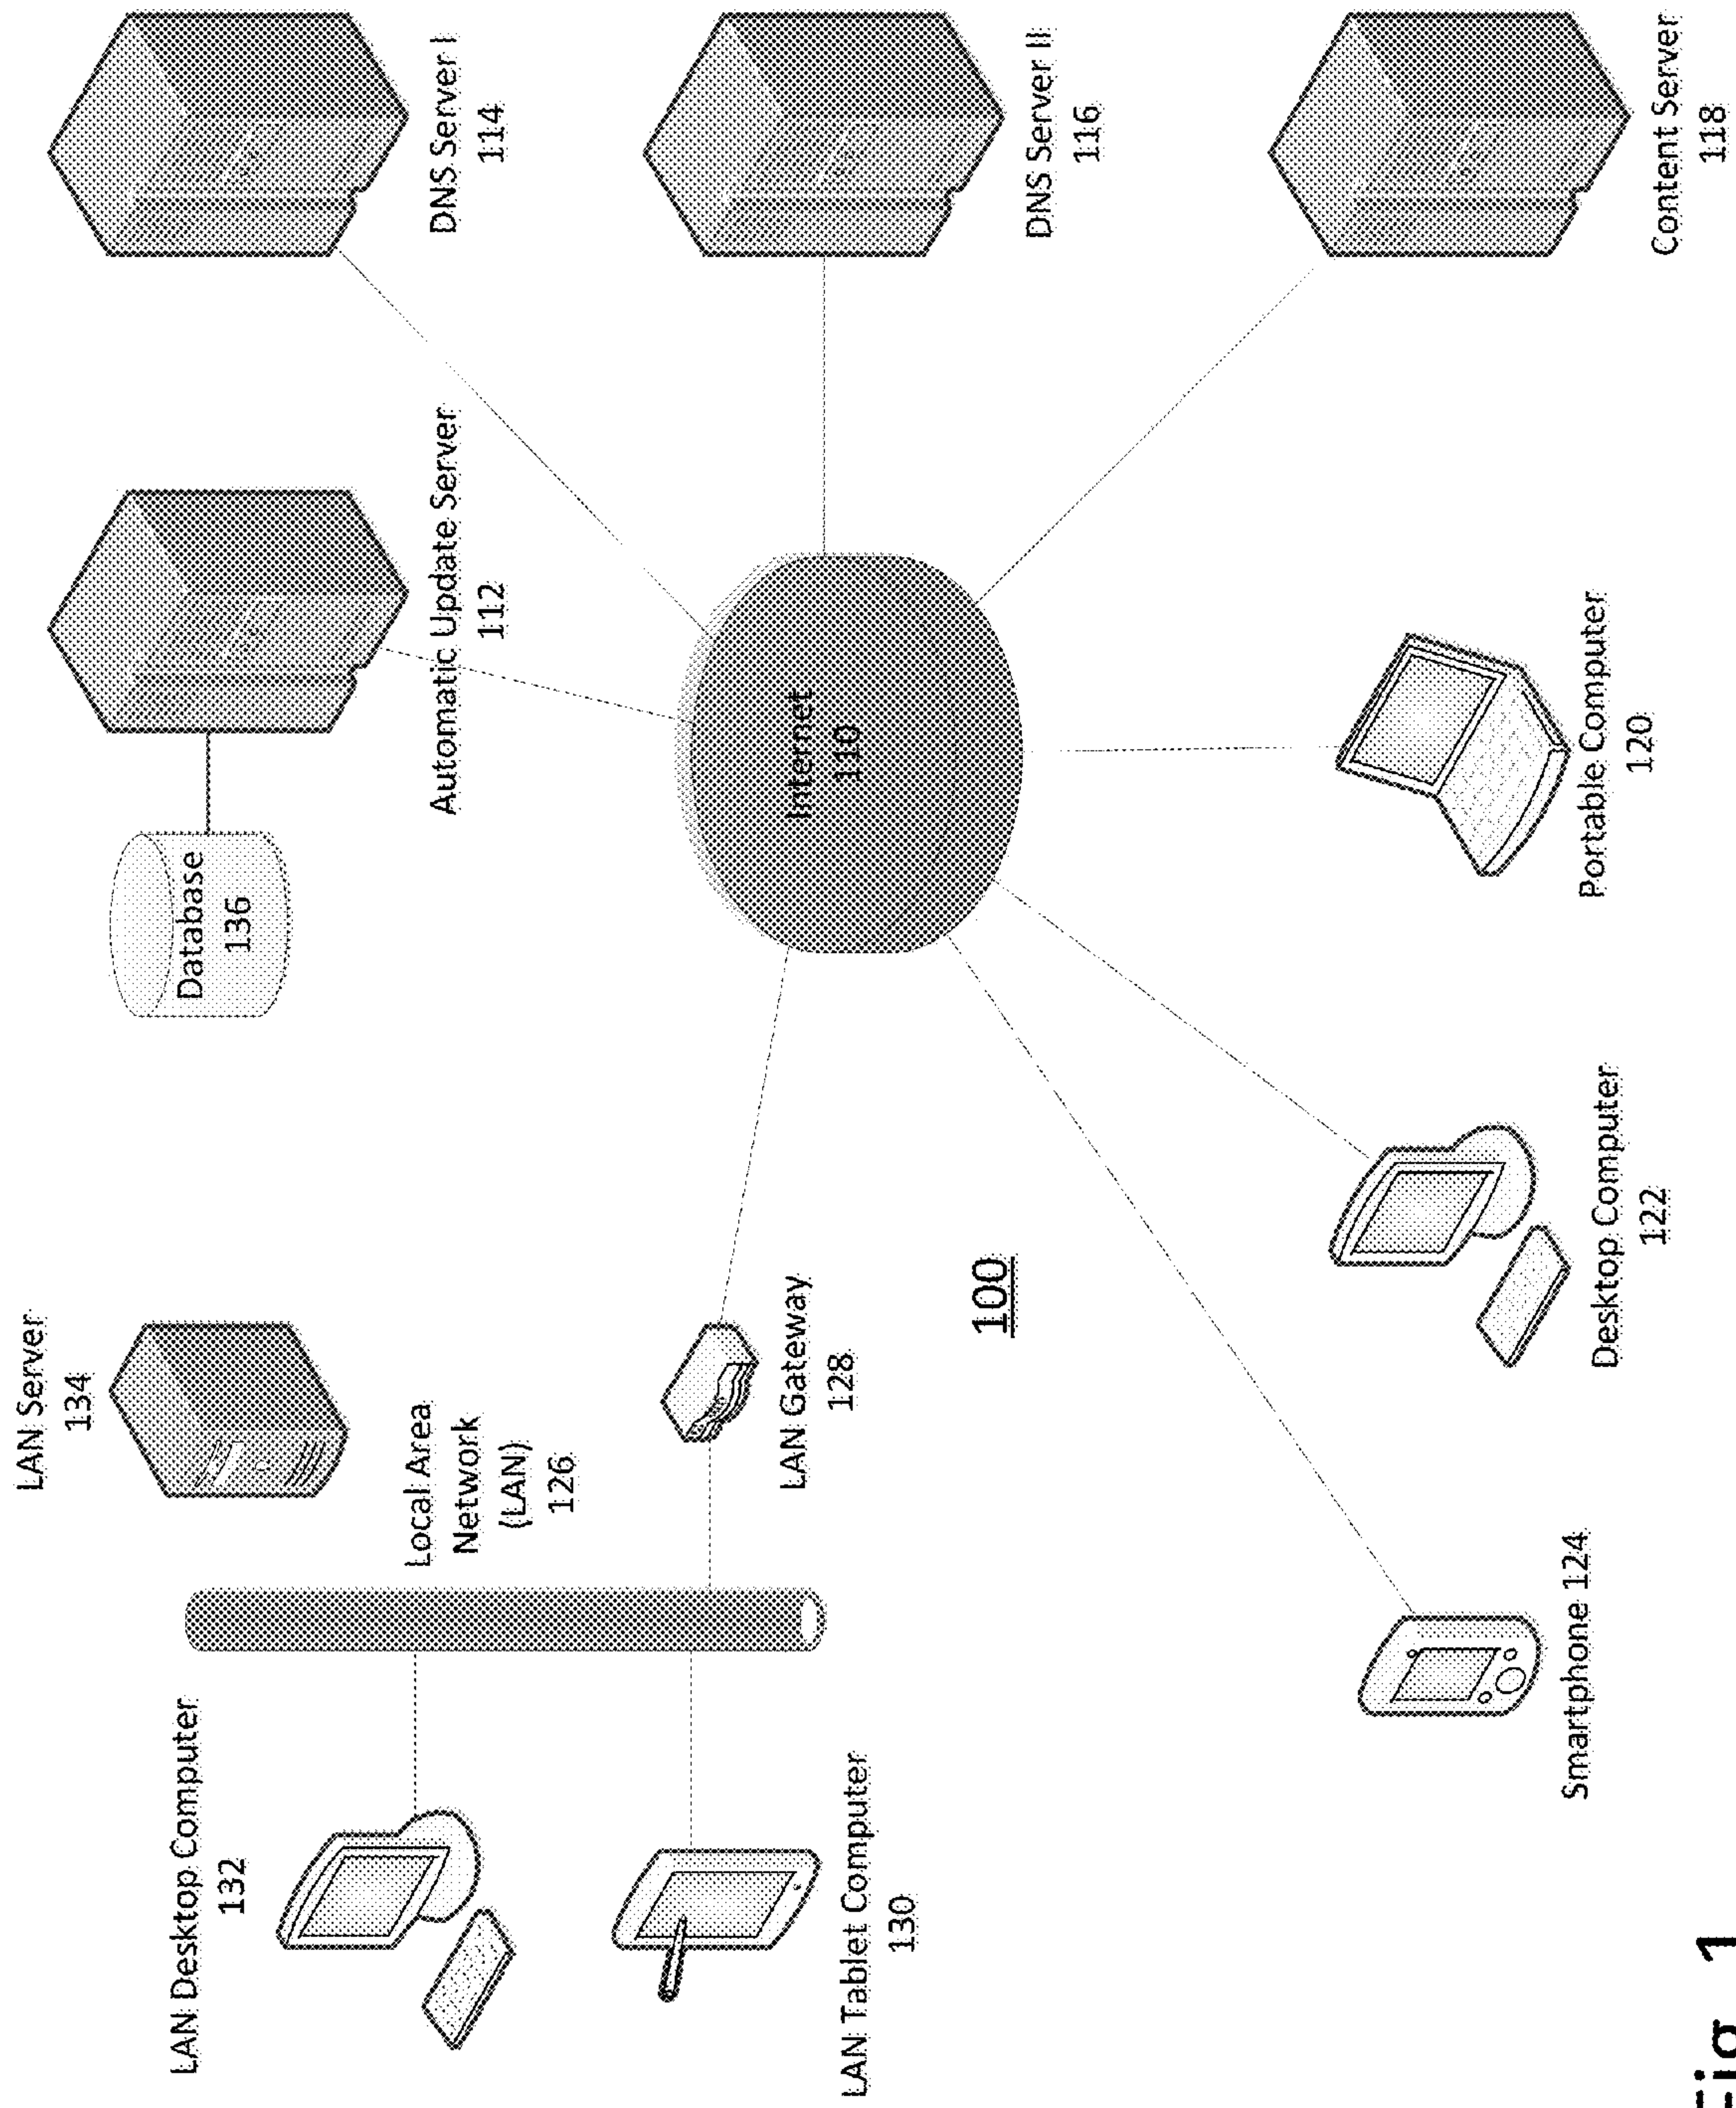 LAN Server
134
LAN Desktop Computer
132
Local Area
Network
(LAN)
126
LAN Tablet Computer
130
LAN Gateway
128
Database
136
Automatic Update Server
112
DNS Server I
114
Internet
110
DNS Server II
116
100
Smartphone 124
Desktop Computer
122
Portable Computer
120
Content Server
118
Fig. 1